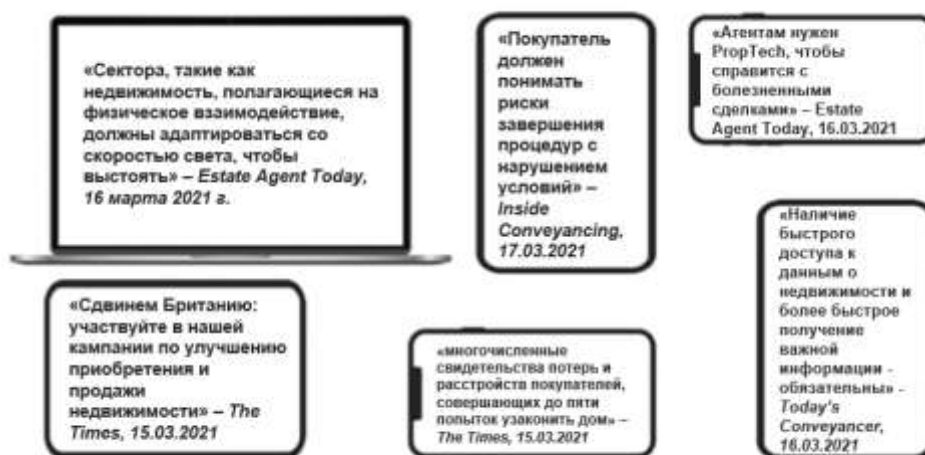 «Сектора, такие как
недвижимость, полагающиеся на
физическое взаимодействие,
должны адаптироваться со
скоростью света, чтобы
выстоять» – Estate Agent Today,
16 марта 2021 г.
«Покупатель
должен
понимать
риски
завершения
процедур с
нарушением
условий» –
Inside
Conveyancing,
17.03.2021
«Агентам нужен
PropTech, чтобы
справится с
болезненными
сделками» – Estate
Agent Today, 16.03.2021
«Сдвинем Британию:
участвуйте в нашей
кампании по улучшению
приобретения и
продажи
недвижимости» – The
Times, 15.03.2021
«многочисленные
свидетельства потерь и
расстройств покупателей,
совершающих до пяти
попыток узаконить дом» –
The Times, 15.03.2021
«Наличие
быстрого
доступа к
данным о
недвижимости и
более быстрое
получение
важной
информации -
обязательны» -
Today's
Conveyancer,
16.03.2021